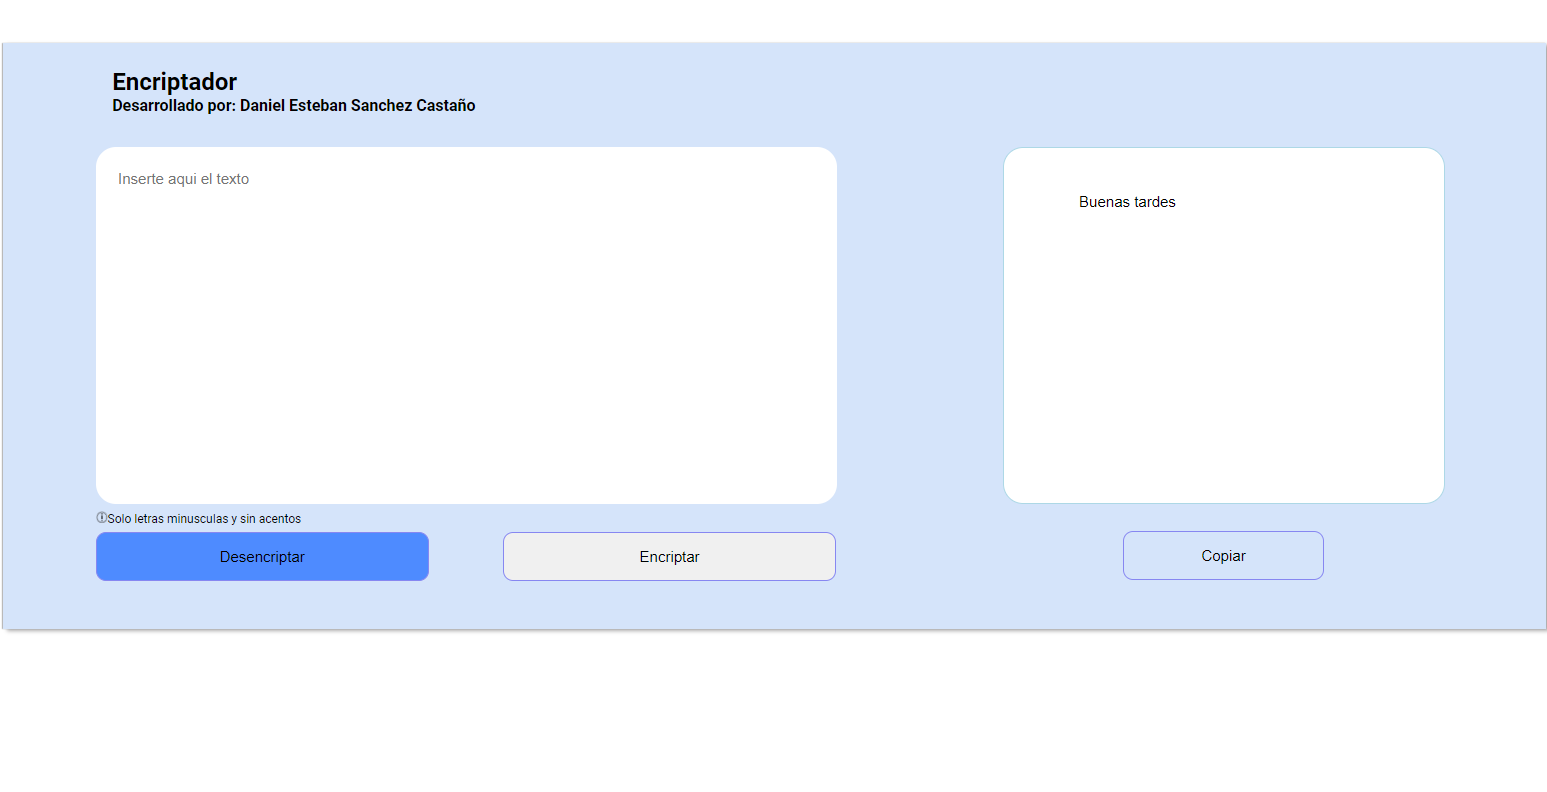 Encriptador
Desarrollado por: Daniel Esteban Sanchez Castaño
Inserte aqui el texto
Buenas tardes
Solo letras minusculas y sin acentos
Desencriptar
Encriptar
Copiar